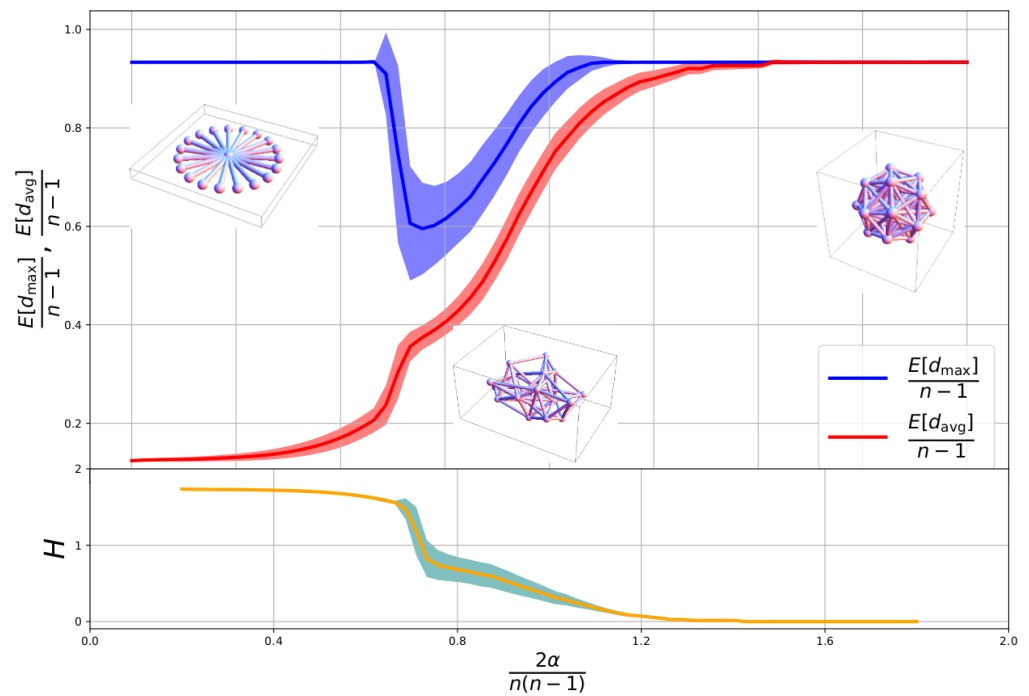 1.0
0.8
0.6
0.4
0.2
E[d_max]/n − 1, E[d_avg]/n − 1
E[d_max]/n − 1
E[d_avg]/n − 1
2
1
0
H
0.0 0.4 0.8 1.2 1.6 2.0
2α/n(n − 1)